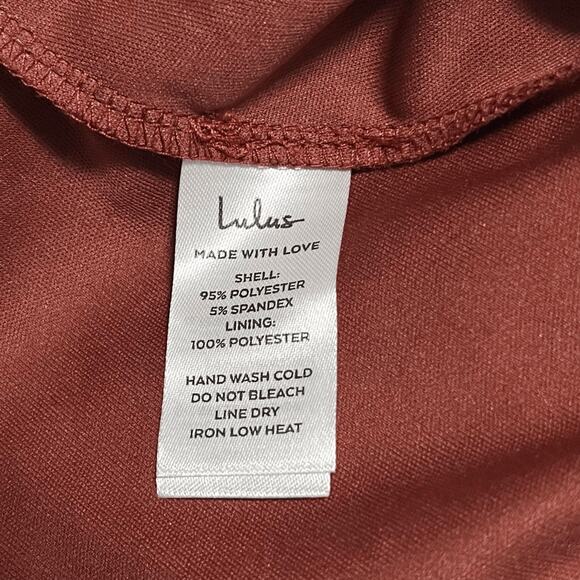 Lulus
MADE WITH LOVE
SHELL:
95% POLYESTER
5% SPANDEX
LINING:
100% POLYESTER
HAND WASH COLD
DO NOT BLEACH
LINE DRY
IRON LOW HEAT